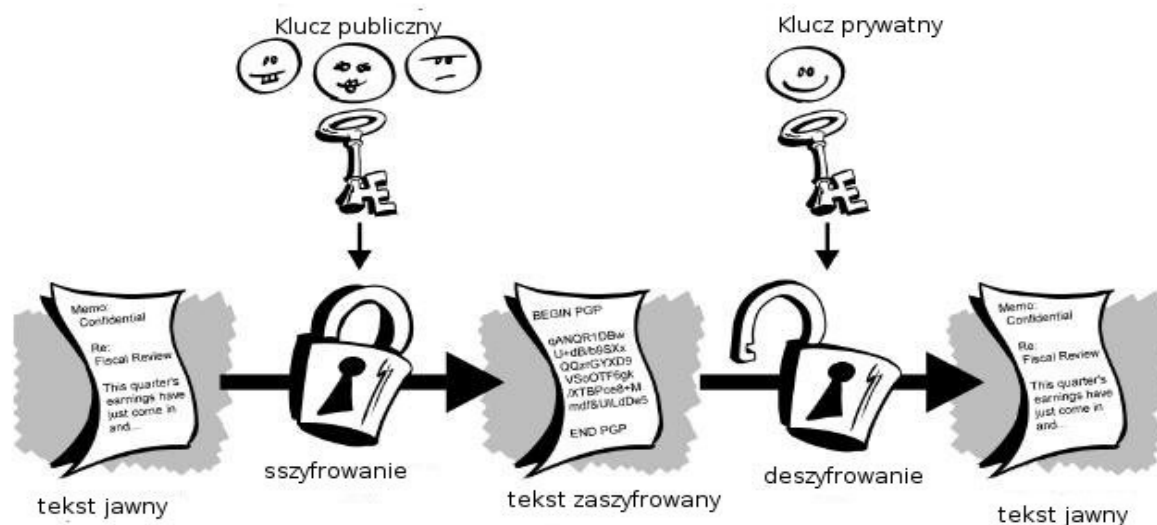 Klucz publiczny
Klucz prywatny
Memo:
Confidential
Re:
Fiscal Review
This quarter's
earnings have
just come in
and...
BEGIN PGP
qANQR1DBw
U+dB/b9SXx
QQxrGYXD9
VSoOTF6gk
/XTBPce8+M
mdf&UILdDe5
END PGP
Memo:
Confidential
Re:
Fiscal Review
This quarter's
earnings have
just come in
and...
sszyfrowanie
deszyfrowanie
tekst jawny
tekst zaszyfrowany
tekst jawny